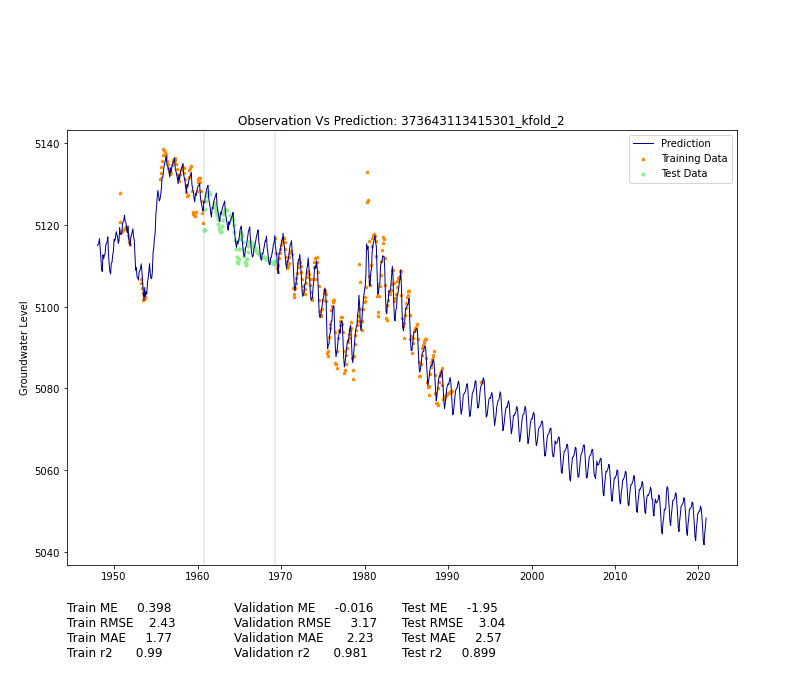 Observation Vs Prediction: 373643113415301_kfold_2
Prediction
Training Data
Test Data
5140
5120
5100
5080
5060
5040
Groundwater Level
1950 1960 1970 1980 1990 2000 2010 2020
Train ME 0.398 Validation ME -0.016 Test ME -1.95
Train RMSE 2.43 Validation RMSE 3.17 Test RMSE 3.04
Train MAE 1.77 Validation MAE 2.23 Test MAE 2.57
Train r2 0.99 Validation r2 0.981 Test r2 0.899